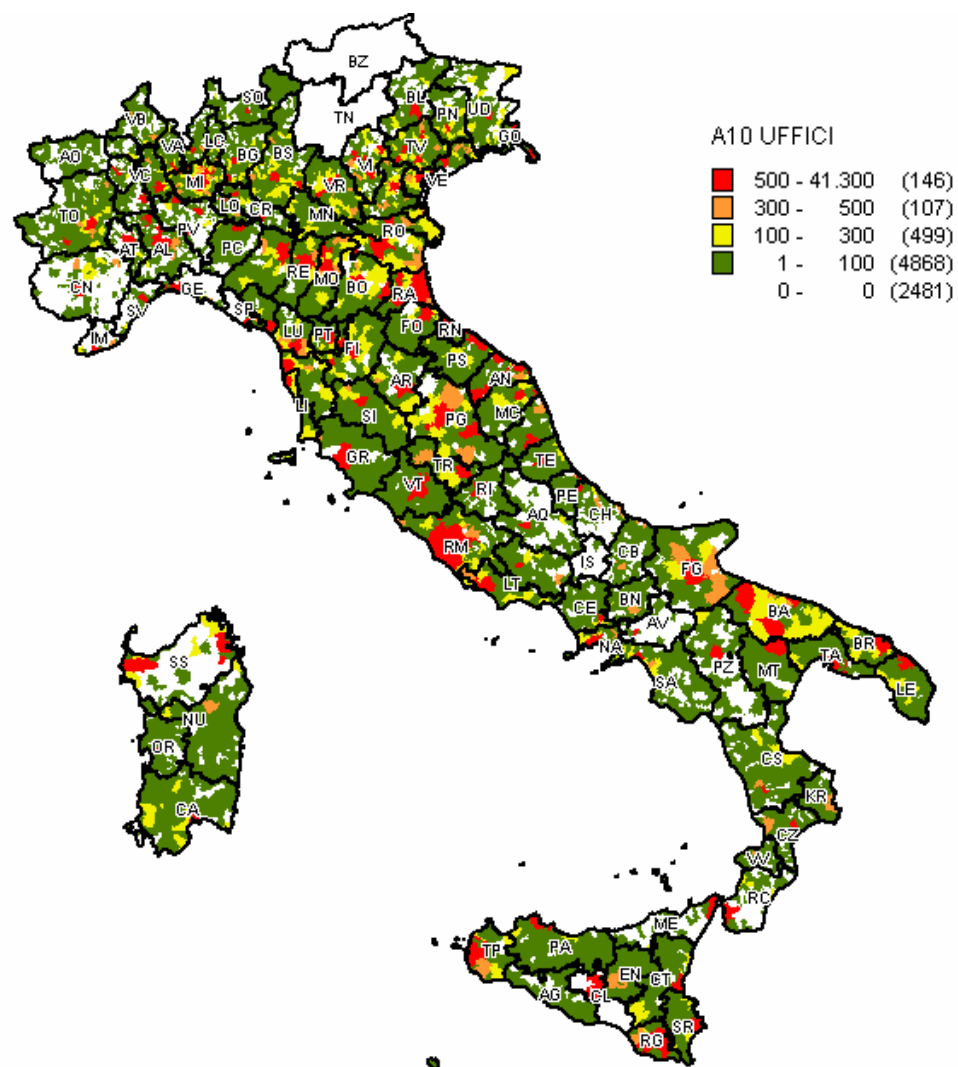 BZ
SO
TN
BL
PN
UD
VB
VA
LC
BG
BS
VI
TV
GO
AO
VC
MI
VR
VE
TO
LO
CR
MN
PV
RO
AT
AL
PC
RE
MO
BO
CN
GE
RA
SV
SP
LU
PT
FO
RN
IM
FI
PS
AR
AN
LI
SI
PG
MC
GR
TR
TE
VT
RI
PE
AQ
CH
RM
IS
CB
FG
LT
CE
BN
BA
AV
NA
BR
SS
PZ
MT
TA
SA
LE
NU
OR
CS
CA
KR
CZ
VV
RC
ME
TP
PA
EN
CT
AG
CL
SR
RG
A10 UFFICI
500 - 41.300 (146)
300 - 500 (107)
100 - 300 (499)
1 - 100 (4868)
0 - 0 (2481)